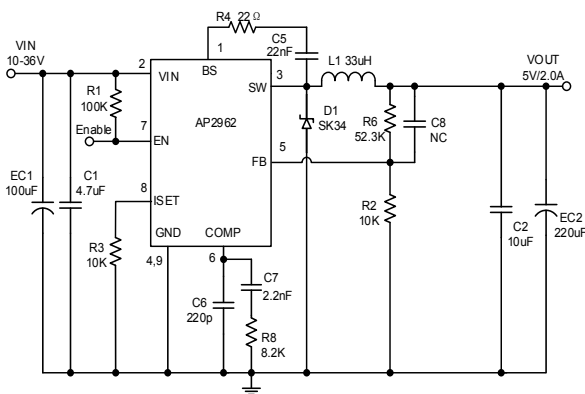 R4 22Ω
C5
22nF
VIN
10-36V
1
BS
2
VIN
3
SW
L1 33uH
VOUT
5V/2.0A
R1
100K
Enable
7
EN
AP2962
D1
SK34
R6
52.3K
C8
NC
5
FB
EC1
100uF
C1
4.7uF
8
ISET
R3
10K
GND
4,9
COMP
6
R2
10K
C2
10uF
EC2
220uF
C7
2.2nF
C6
220p
R8
8.2K